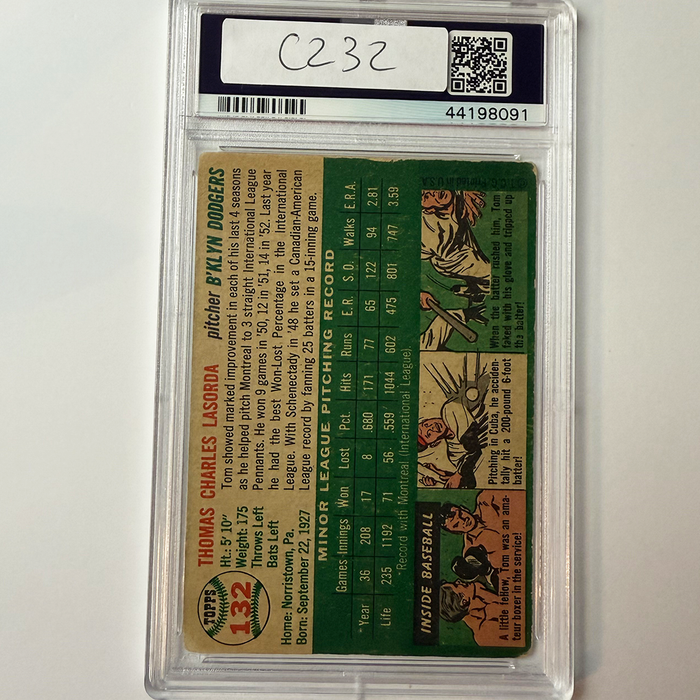 C232
44198091
TOPPS
132
THOMAS CHARLES LASORDA pitcher B'KLYN DODGERS
Ht.: 5' 10"
Weight: 175
Throws Left
Bats Left
Home: Norristown, Pa.
Born: September 22, 1927
Tom showed marked improvement in each of his last 4 seasons
as he helped pitch Montreal to 3 straight International League
Pennants. He won 9 games in '50, 12 in '51, 14 in '52. Last year
he had the best Won-Lost. Percentage in the International
League. With Schenectady in '48 he set a Canadian-American
League record by fanning 25 batters in a 15-inning game.
MINOR LEAGUE PITCHING RECORD
Games Innings Won Lost Pct. Hits Runs E.R. S.O. Walks E.R.A.
*Year 36 208 17 8 .680 171 77 65 122 94 2.81
Life 235 1192 71 56 .559 1044 602 475 801 747 3.59
*Record with Montreal (International League).
INSIDE BASEBALL
A little fellow, Tom was an ama-
teur boxer in the service!
Pitching in Cuba, he acciden-
tally hit a 200-pound 6-foot
batter!
When the batter rushed him, Tom
faked with his glove and tripped up
the batter!
©T.C.G. Printed in U.S.A.